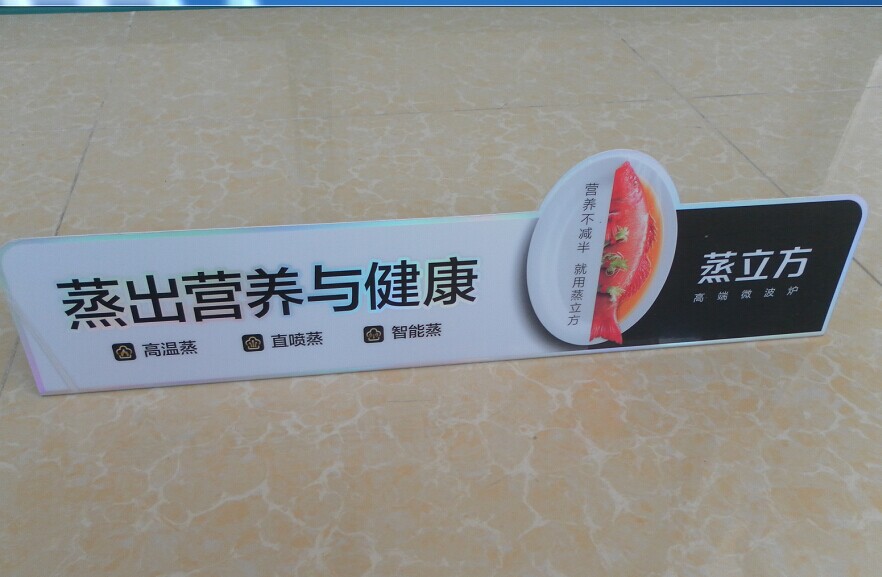 蒸出营养与健康
高温蒸 直喷蒸 智能蒸
营养不减半 就用蒸立方
蒸立方
高端微波炉